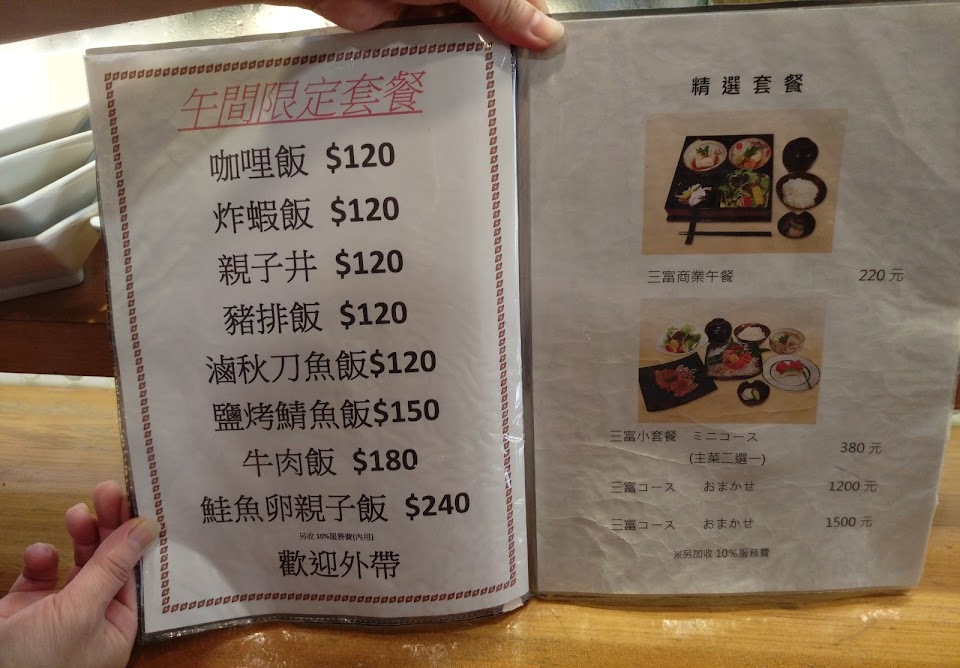 午間限定套餐
咖哩飯 $120
炸蝦飯 $120
親子丼 $120
豬排飯 $120
滷秋刀魚飯$120
鹽烤鯖魚飯$150
牛肉飯 $180
鮭魚卵親子飯 $240
另收 10%服務費(內用)
歡迎外帶
精選套餐
三富商業午餐 220 元
三富小套餐 ミニコース 380 元
(主菜三選一)
三富コース おまかせ 1200 元
三富コース おまかせ 1500 元
※另加收 10%服務費